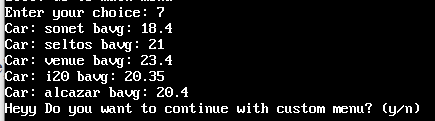 Enter your choice: 7
Car: sonet bavg: 18.4
Car: seltos bavg: 21
Car: venue bavg: 23.4
Car: i20 bavg: 20.35
Car: alcazar bavg: 20.4
Heyy Do you want to continue with custom menu? (y/n)